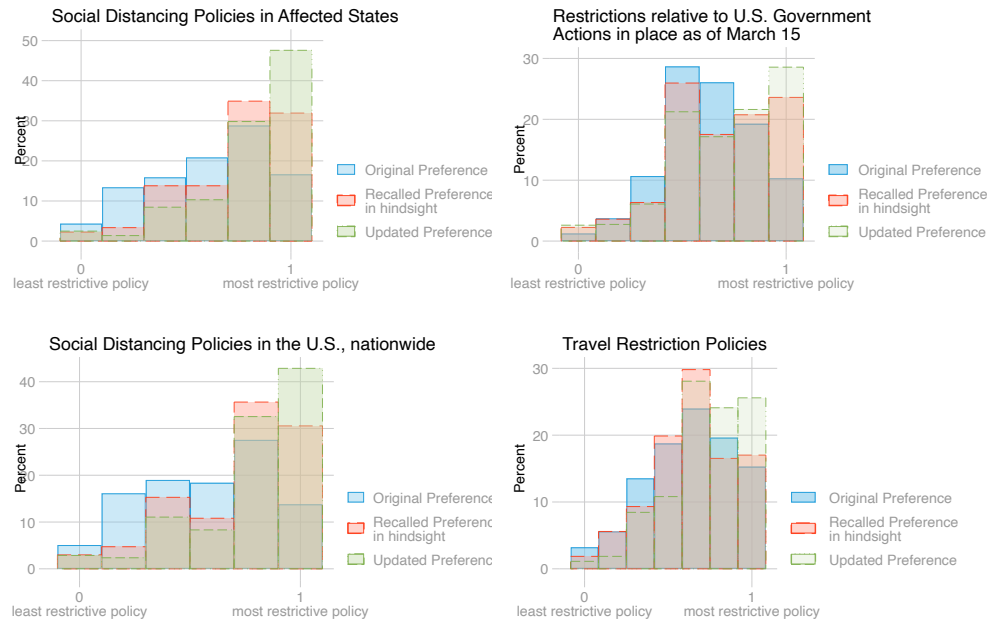 Social Distancing Policies in Affected States
50
40
30
20
10
0
Percent
0
least restrictive policy
1
most restrictive policy
Original Preference
Recalled Preference
in hindsight
Updated Preference
Restrictions relative to U.S. Government
Actions in place as of March 15
30
20
10
0
Percent
0
least restrictive policy
1
most restrictive policy
Original Preference
Recalled Preference
in hindsight
Updated Preference
Social Distancing Policies in the U.S., nationwide
40
30
20
10
0
Percent
0
least restrictive policy
1
most restrictive policy
Original Preference
Recalled Preference
in hindsight
Updated Preference
Travel Restriction Policies
30
20
10
0
Percent
0
least restrictive policy
1
most restrictive policy
Original Preference
Recalled Preference
in hindsight
Updated Preference